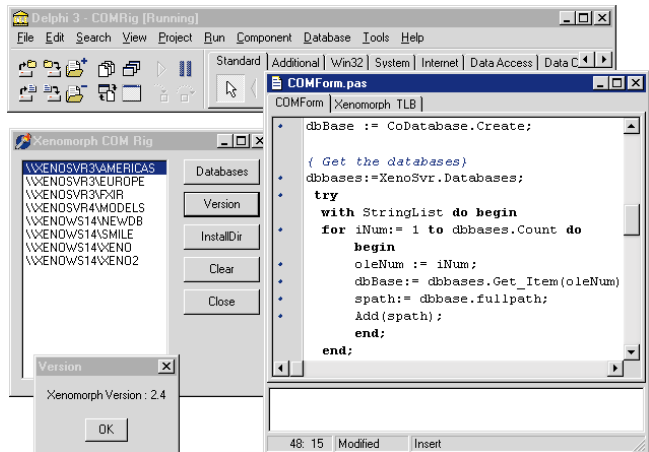 Delphi 3 - COMRig [Running]
File Edit Search View Project Run Component Database Tools Help
Standard Additional Win32 System Internet Data Access Data C
COMForm.pas
COMForm Xenomorph TLB
dbBase := CoDatabase.Create;
{ Get the databases}
dbbases:=XenoSvr.Databases;
try
with StringList do begin
for iNum:= 1 to dbbases.Count do
begin
oleNum := iNum;
dbBase:= dbbases.Get_Item(oleNum)
spath:= dbbase.fullpath;
Add(spath);
end;
end;
48: 15 Modified Insert
Xenomorph COM Rig
\\XENOSVR3\AMERICAS
\\XENOSVR3\EUROPE
\\XENOSVR3\FXIR
\\XENOSVR4\MODELS
\\XENOWS14\NEWDB
\\XENOWS14\SMILE
\\XENOWS14\XENO
\\XENOWS14\XENO2
Databases
Version
InstallDir
Clear
Close
Version
Xenomorph Version : 2.4
OK